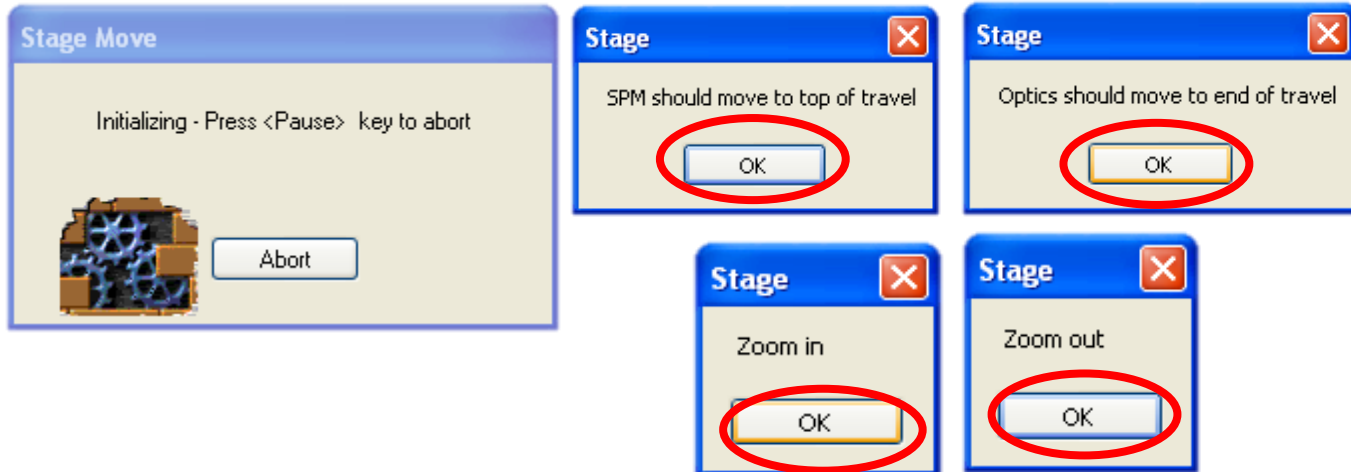 Stage Move
Initializing - Press <Pause> key to abort
Abort
Stage
SPM should move to top of travel
OK
Stage
Optics should move to end of travel
OK
Stage
Zoom in
OK
Stage
Zoom out
OK